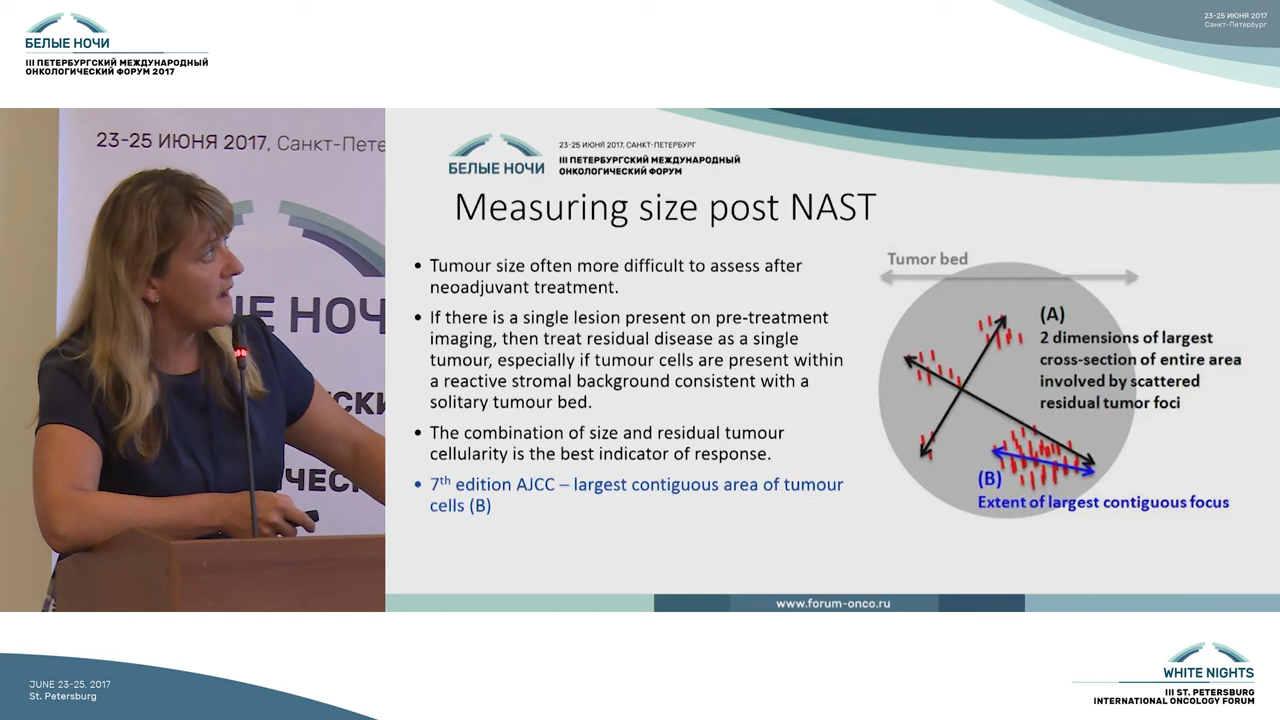 БЕЛЫЕ НОЧИ
III ПЕТЕРБУРГСКИЙ МЕЖДУНАРОДНЫЙ
ОНКОЛОГИЧЕСКИЙ ФОРУМ 2017
23-25 ИЮНЯ 2017
Санкт-Петербург
23-25 ИЮНЯ 2017, Санкт-Пете
Е НОЧ
СКИ
ЧЕСК
23-25 ИЮНЯ 2017, САНКТ-ПЕТЕРБУРГ
БЕЛЫЕ НОЧИ
III ПЕТЕРБУРГСКИЙ МЕЖДУНАРОДНЫЙ
ОНКОЛОГИЧЕСКИЙ ФОРУМ
Measuring size post NAST
• Tumour size often more difficult to assess after
neoadjuvant treatment.
• If there is a single lesion present on pre-treatment
imaging, then treat residual disease as a single
tumour, especially if tumour cells are present within
a reactive stromal background consistent with a
solitary tumour bed.
• The combination of size and residual tumour
cellularity is the best indicator of response.
• 7th edition AJCC – largest contiguous area of tumour
cells (B)
Tumor bed
(A)
2 dimensions of largest
cross-section of entire area
involved by scattered
residual tumor foci
(B)
Extent of largest contiguous focus
www.forum-onco.ru
JUNE 23-25, 2017
St. Petersburg
WHITE NIGHTS
III ST. PETERSBURG
INTERNATIONAL ONCOLOGY FORUM